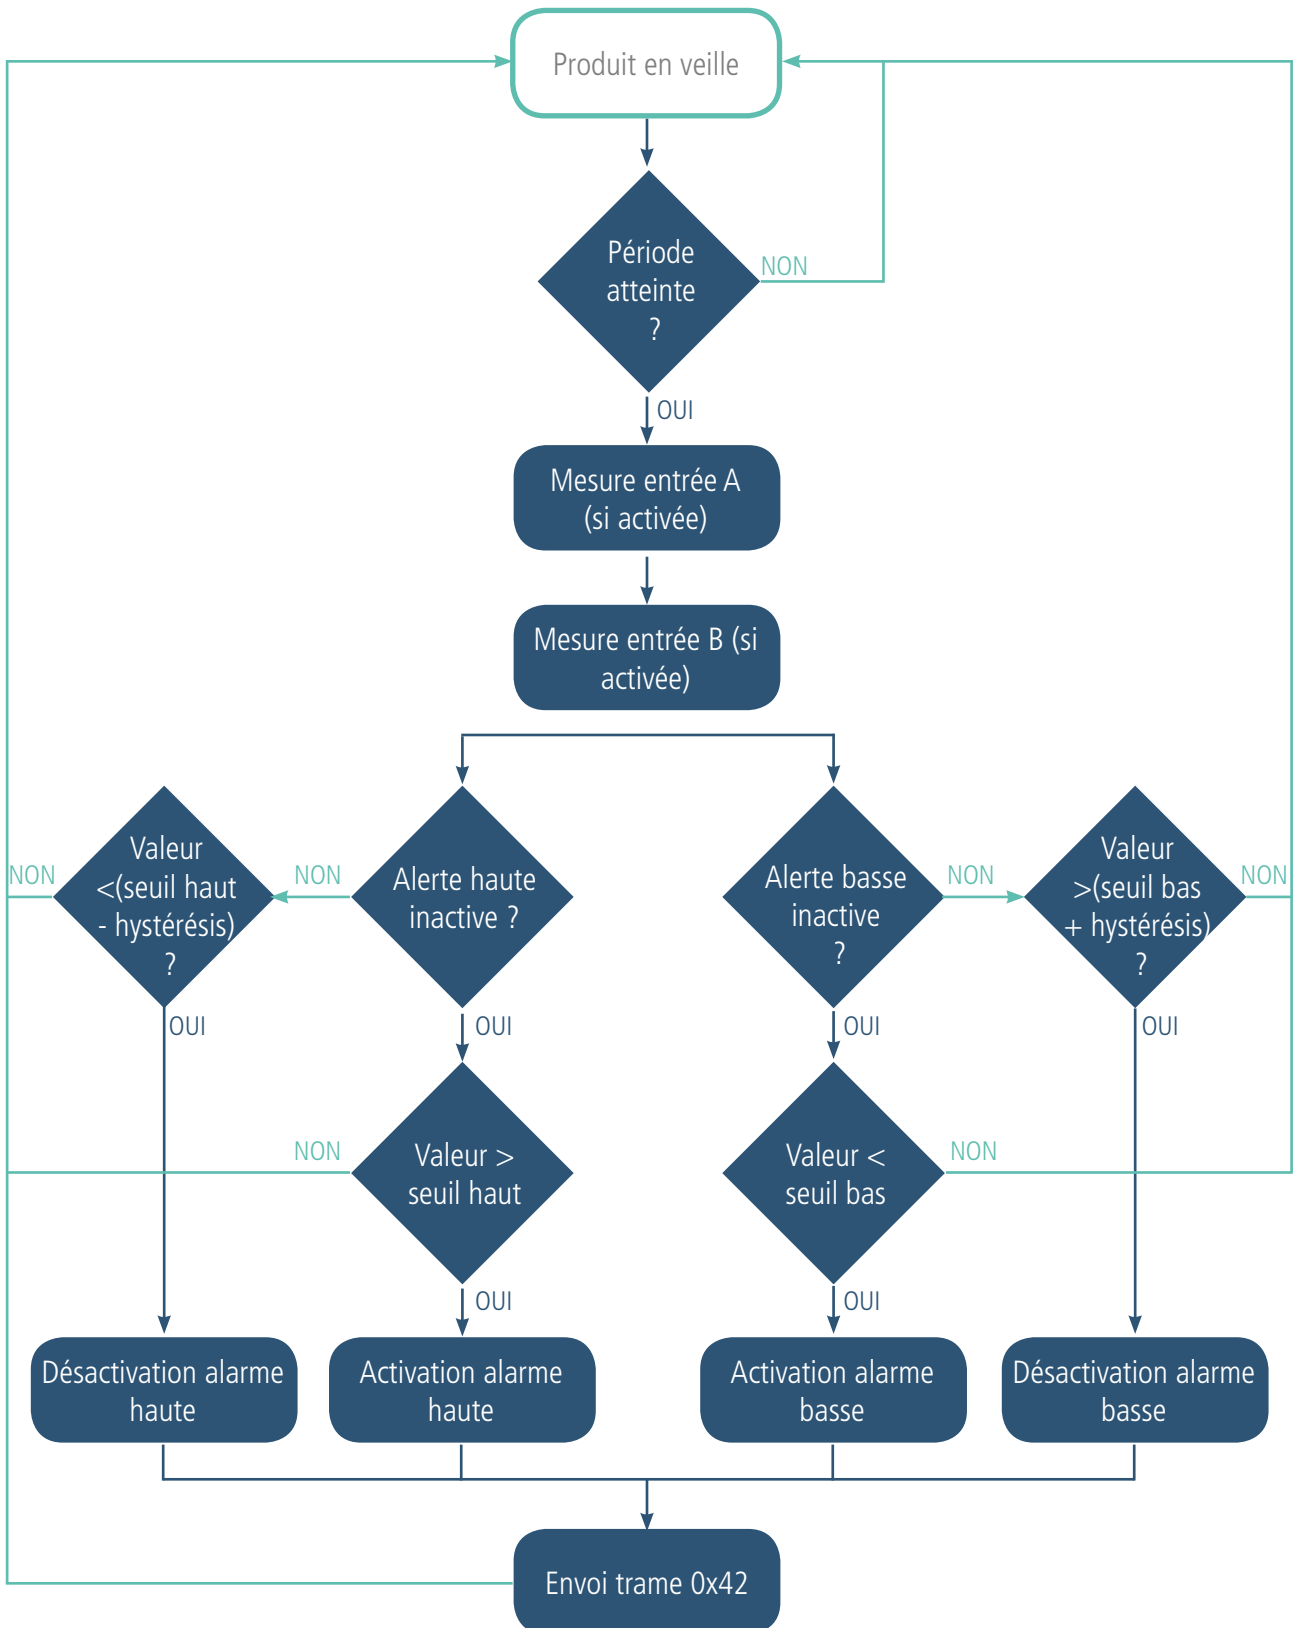 Produit en veille
Période
atteinte
?
NON
OUI
Mesure entrée A
(si activée)
Mesure entrée B (si
activée)
Valeur
<(seuil haut
- hystérésis)
?
NON
OUI
NON
Alerte haute
inactive ?
OUI
Alerte basse
inactive
?
NON
OUI
Valeur
>(seuil bas
+ hystérésis)
?
NON
OUI
NON
Valeur >
seuil haut
OUI
Valeur <
seuil bas
NON
OUI
Désactivation alarme
haute
Activation alarme
haute
Activation alarme
basse
Désactivation alarme
basse
Envoi trame 0x42